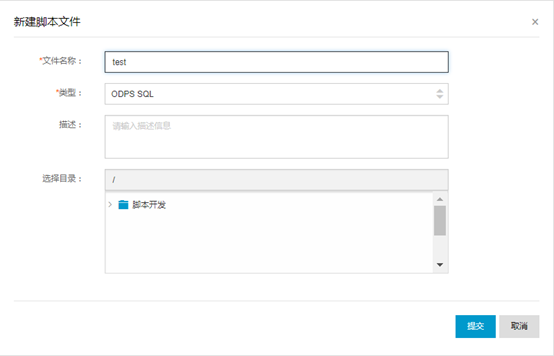 新建脚本文件 ×
*文件名称： test
*类型： ODPS SQL
描述： 请输入描述信息
选择目录： /
脚本开发
提交 取消